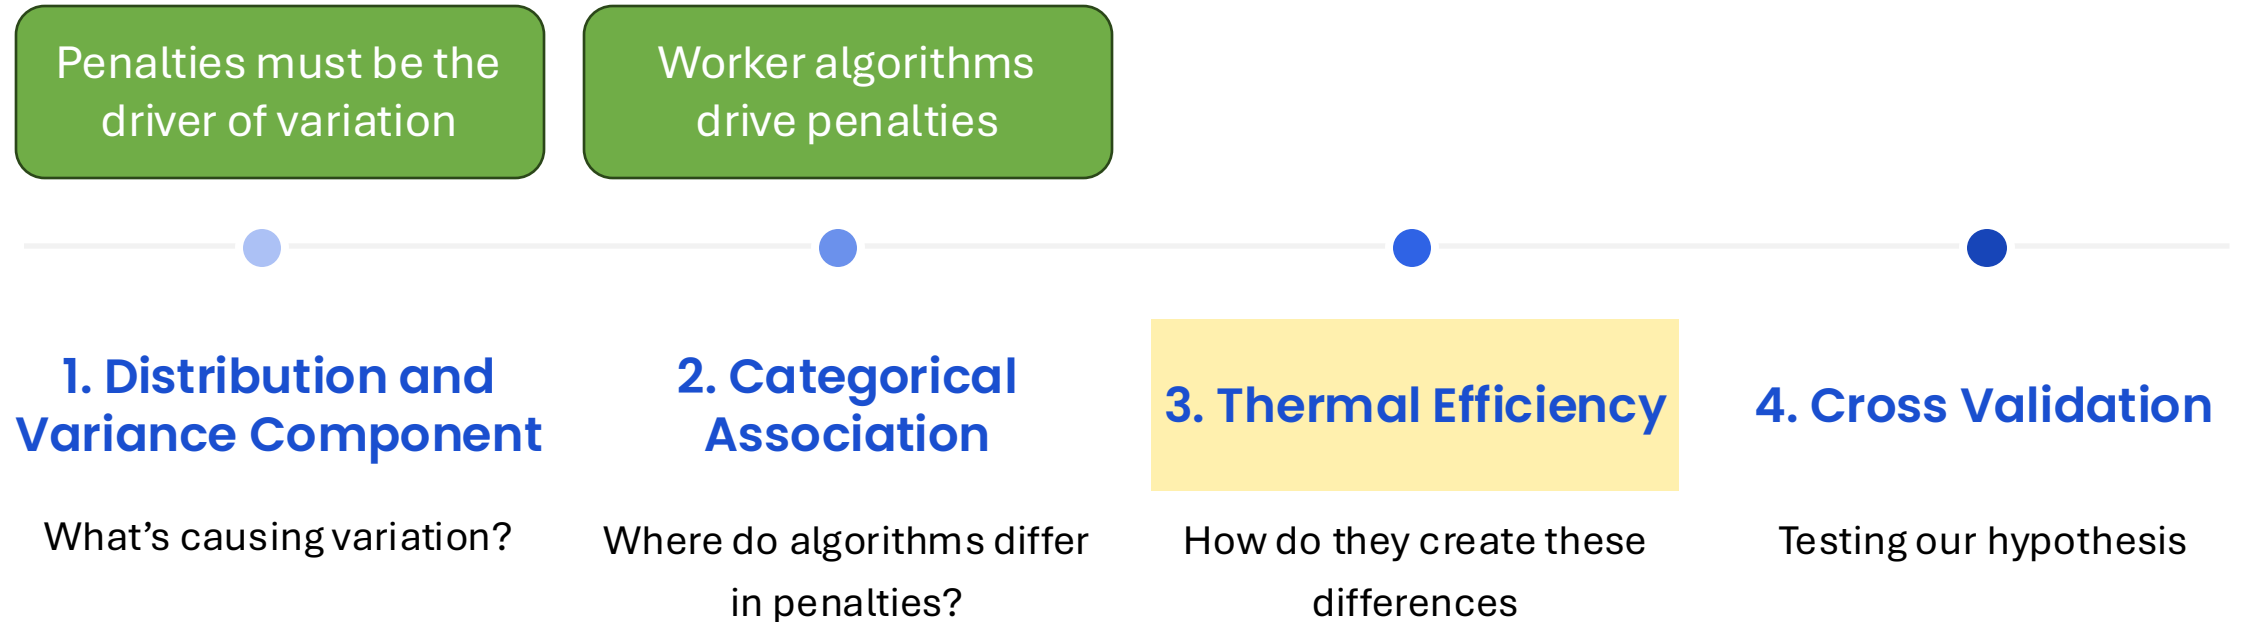 Penalties must be the
driver of variation
Worker algorithms
drive penalties
1. Distribution and
Variance Component
What’s causing variation?
2. Categorical
Association
Where do algorithms differ
in penalties?
3. Thermal Efficiency
How do they create these
differences
4. Cross Validation
Testing our hypothesis